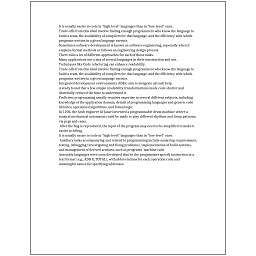 It is usually easier to code in "high-level" languages than in "low-level" ones.
Trade-offs from this ideal involve finding enough programmers who know the language to
build a team, the availability of compilers for that language, and the efficiency with which
programs written in a given language execute.
Sometimes software development is known as software engineering, especially when it
employs formal methods or follows an engineering design process.
There exist a lot of different approaches for each of those tasks.
Many applications use a mix of several languages in their construction and use.
Techniques like Code refactoring can enhance readability.
Trade-offs from this ideal involve finding enough programmers who know the language to
build a team, the availability of compilers for that language, and the efficiency with which
programs written in a given language execute.
Integrated development environments (IDEs) aim to integrate all such help.
a study found that a few simple readability transformations made code shorter and
drastically reduced the time to understand it.
Proficient programming usually requires expertise in several different subjects, including
knowledge of the application domain, details of programming languages and generic code
libraries, specialized algorithms, and formal logic.
In 1206, the Arab engineer Al-Jazari invented a programmable drum machine where a
musical mechanical automaton could be made to play different rhythms and drum patterns,
via pegs and cams.
After the bug is reproduced, the input of the program may need to be simplified to make it
easier to debug.
It is usually easier to code in "high-level" languages than in "low-level" ones.
Auxiliary tasks accompanying and related to programming include analyzing requirements,
testing, debugging (investigating and fixing problems), implementation of build systems,
and management of derived artifacts, such as programs' machine code.
Assembly languages were soon developed that let the programmer specify instruction in a
text format (e.g., ADD X, TOTAL), with abbreviations for each operation code and
meaningful names for specifying addresses.